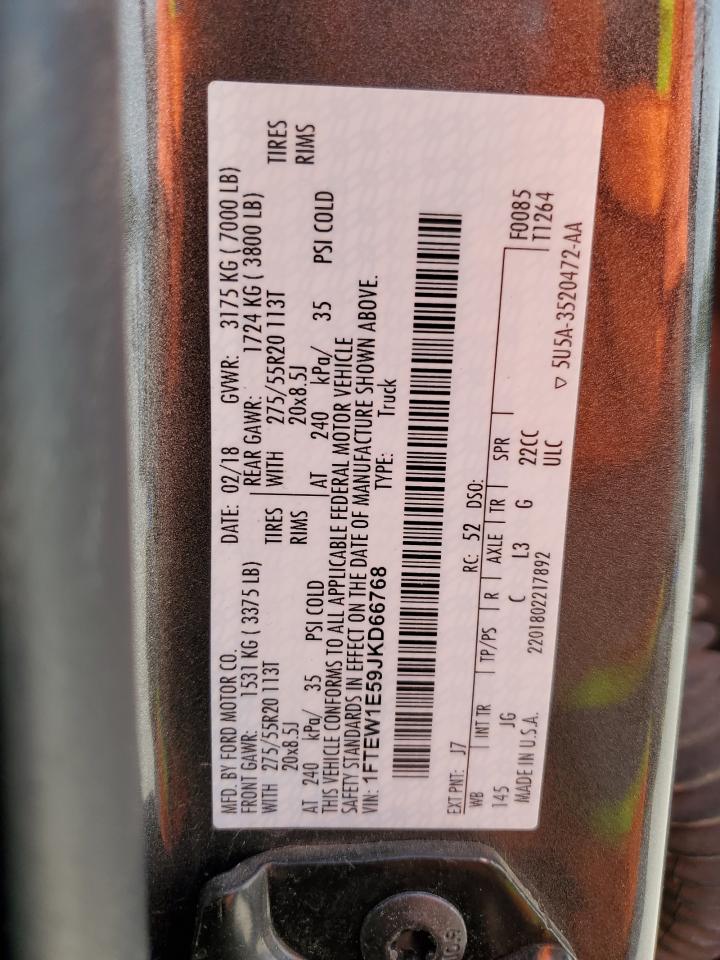 MFD. BY FORD MOTOR CO. DATE: 02/18 GVWR: 3175 KG ( 7000 LB)
FRONT GAWR: 1531 KG ( 3375 LB) REAR GAWR: 1724 KG ( 3800 LB)
WITH 275/55R20 113T TIRES WITH 275/55R20 113T TIRES
20x8.5J RIMS 20x8.5J RIMS
AT 240 kPa/ 35 PSI COLD AT 240 kPa/ 35 PSI COLD
THIS VEHICLE CONFORMS TO ALL APPLICABLE FEDERAL MOTOR VEHICLE
SAFETY STANDARDS IN EFFECT ON THE DATE OF MANUFACTURE SHOWN ABOVE.
VIN: 1FTEW1E59JKD66768 TYPE: Truck
EXT PNT: J7 RC: 52 DSO:
WB INT TR TP/PS R AXLE TR SPR F0085
145 JG C L3 G 22CC T1264
MADE IN U.S.A. 2201802217892 ULC
▽ 5U5A-3520472-AA
10.9